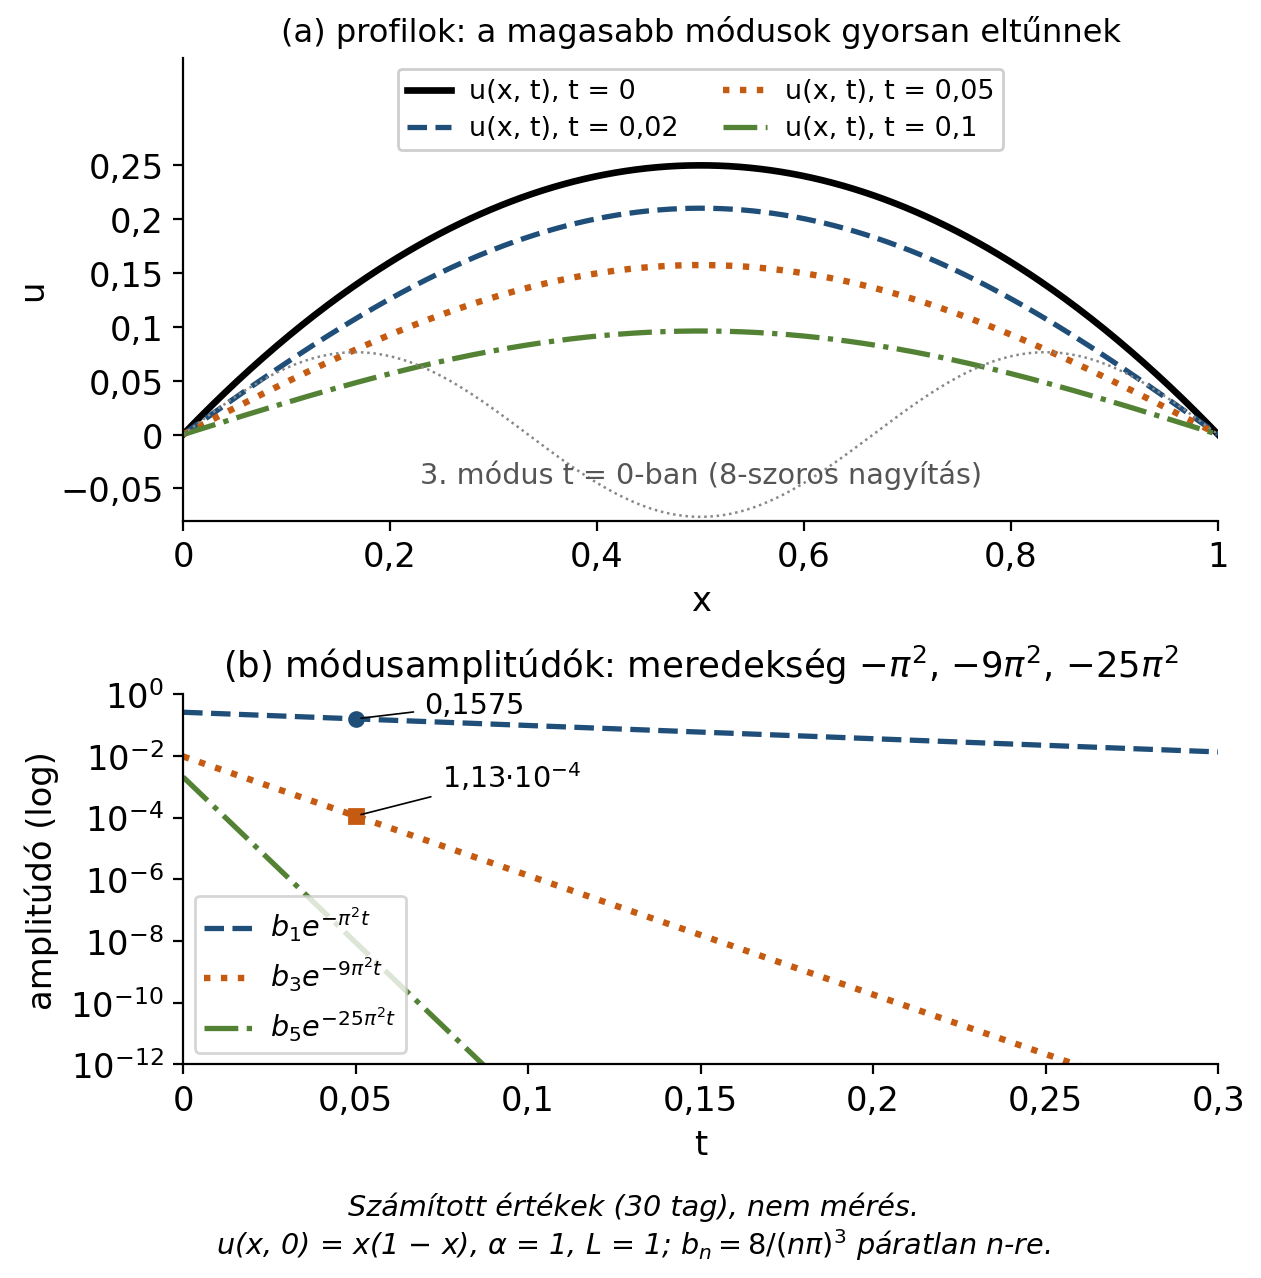 (a) profilok: a magasabb módusok gyorsan eltűnnek
u(x, t), t = 0
u(x, t), t = 0,02
u(x, t), t = 0,05
u(x, t), t = 0,1
0,25
0,2
0,15
0,1
0,05
0
−0,05
u
3. módus t = 0-ban (8-szoros nagyítás)
0 0,2 0,4 0,6 0,8 1
x
(b) módusamplitúdók: meredekség −π², −9π², −25π²
10⁰
10⁻²
10⁻⁴
10⁻⁶
10⁻⁸
10⁻¹⁰
10⁻¹²
amplitúdó (log)
0,1575
1,13·10⁻⁴
b₁e^{−π²t}
b₃e^{−9π²t}
b₅e^{−25π²t}
0 0,05 0,1 0,15 0,2 0,25 0,3
t
Számított értékek (30 tag), nem mérés.
u(x, 0) = x(1 − x), α = 1, L = 1; bₙ = 8/(nπ)³ páratlan n-re.